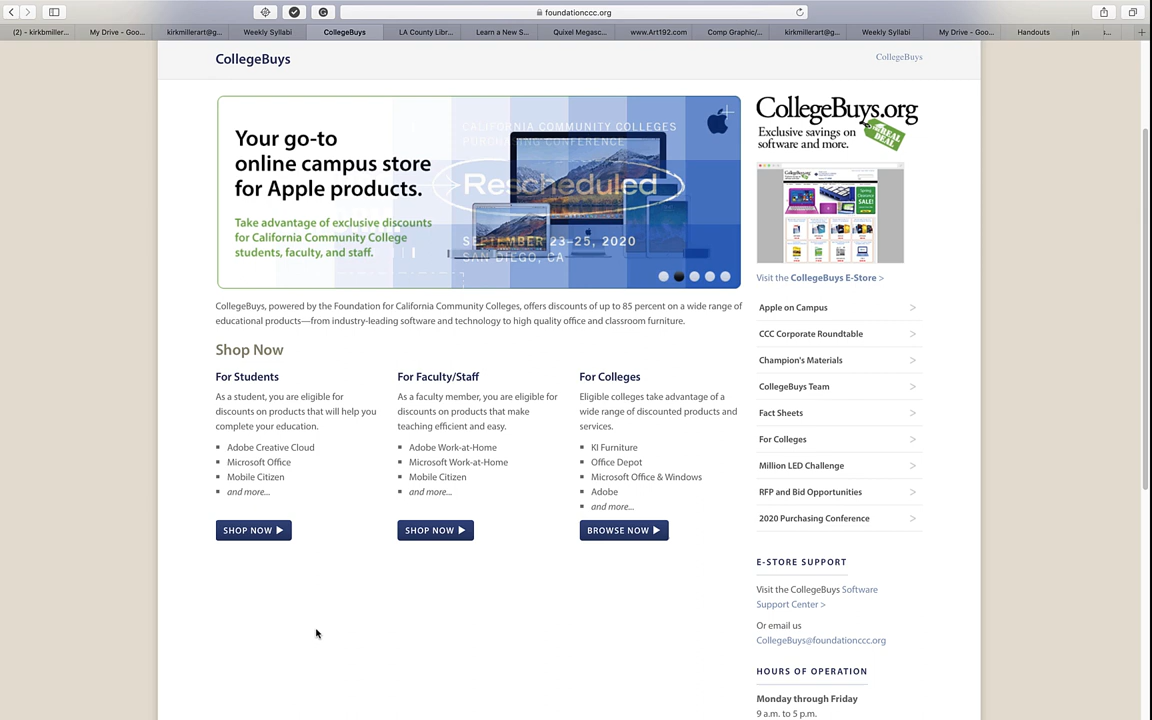 foundationccc.org
(2) - kirkbmiller...
My Drive - Goo...
kirkmillerart@g...
Weekly Syllabi
CollegeBuys
LA County Libr...
Learn a New S...
Quixel Megasc...
www.Art192.com
Comp Graphic/...
kirkmillerart@g...
Weekly Syllabi
My Drive - Goo...
Handouts
CollegeBuys
CollegeBuys
Your go-to
online campus store
for Apple products.
Take advantage of exclusive discounts
for California Community College
students, faculty, and staff.
CALIFORNIA COMMUNITY COLLEGES
PURCHASING CONFERENCE
Rescheduled
SEPTEMBER 23–25, 2020
SAN DIEGO, CA
CollegeBuys, powered by the Foundation for California Community Colleges, offers discounts of up to 85 percent on a wide range of
educational products—from industry-leading software and technology to high quality office and classroom furniture.
Shop Now
For Students
As a student, you are eligible for
discounts on products that will help you
complete your education.
Adobe Creative Cloud
Microsoft Office
Mobile Citizen
and more...
SHOP NOW
For Faculty/Staff
As a faculty member, you are eligible for
discounts on products that make
teaching efficient and easy.
Adobe Work-at-Home
Microsoft Work-at-Home
Mobile Citizen
and more...
SHOP NOW
For Colleges
Eligible colleges take advantage of a
wide range of discounted products and
services.
KI Furniture
Office Depot
Microsoft Office & Windows
Adobe
and more...
BROWSE NOW
CollegeBuys.org
Exclusive savings on
software and more.
REAL
DEAL
CollegeBuys.org
SALE!
Visit the CollegeBuys E-Store >
Apple on Campus >
CCC Corporate Roundtable >
Champion's Materials >
CollegeBuys Team >
Fact Sheets >
For Colleges >
Million LED Challenge >
RFP and Bid Opportunities >
2020 Purchasing Conference >
E-STORE SUPPORT
Visit the CollegeBuys Software
Support Center >
Or email us
CollegeBuys@foundationccc.org
HOURS OF OPERATION
Monday through Friday
9 a.m. to 5 p.m.